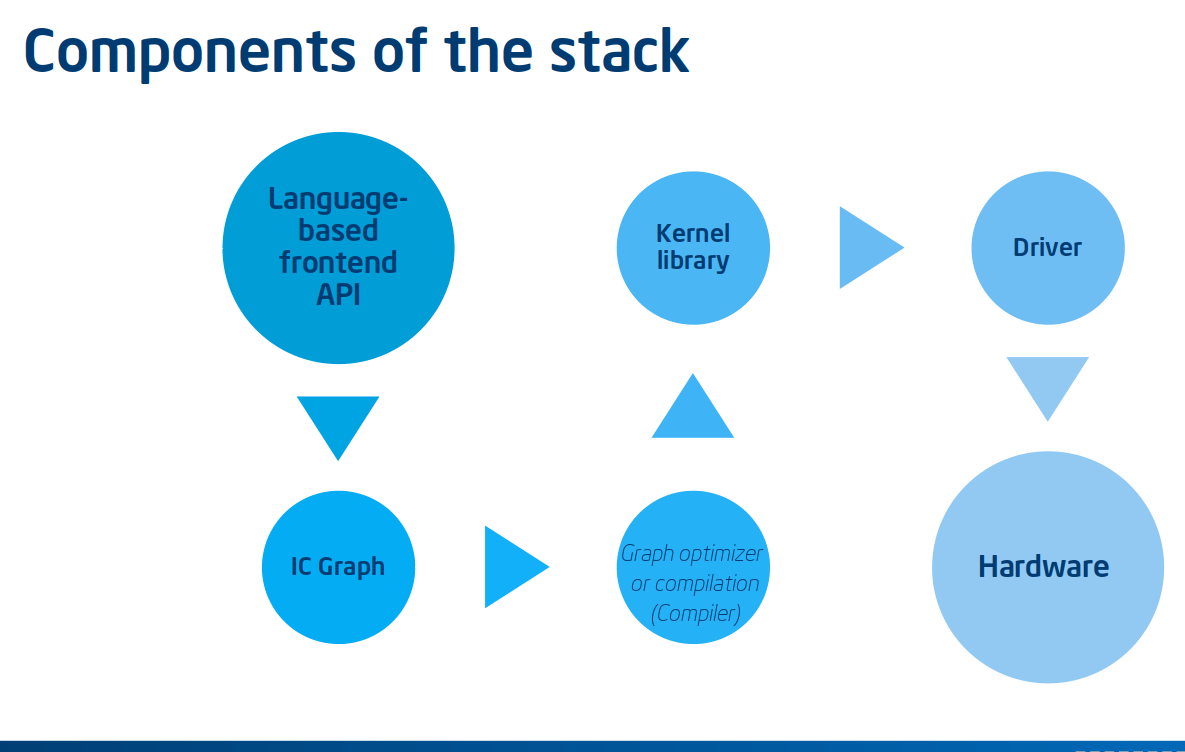 Components of the stack
Language-
based
frontend
API
IC Graph
Graph optimizer
or compilation
(Compiler)
Kernel
library
Driver
Hardware